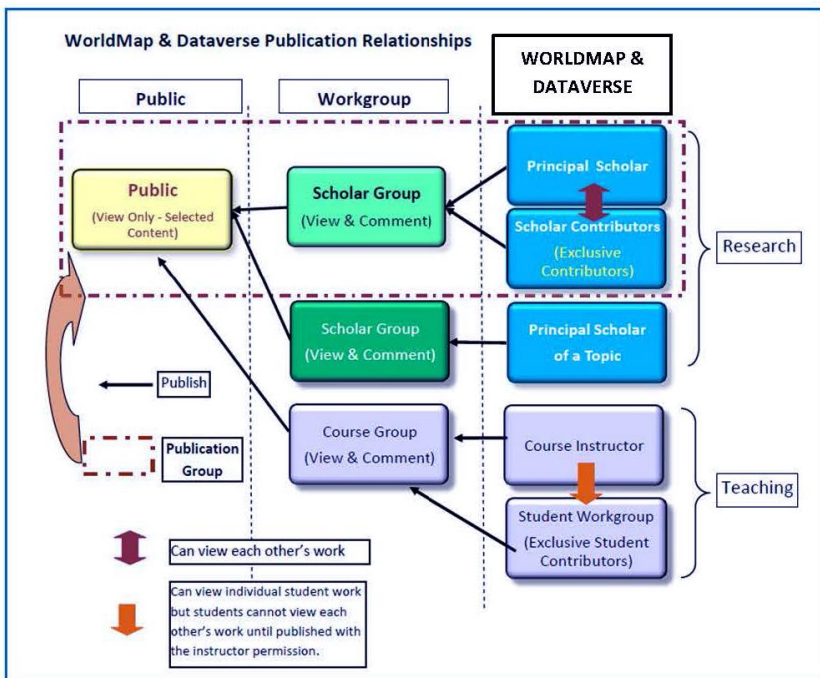 WorldMap & Dataverse Publication Relationships
WORLDMAP &
DATAVERSE
Public
Workgroup
Public
(View Only - Selected
Content)
Scholar Group
(View & Comment)
Principal Scholar
Scholar Contributors
(Exclusive
Contributors)
Research
Scholar Group
(View & Comment)
Principal Scholar
of a Topic
Publish
Publication
Group
Course Group
(View & Comment)
Course Instructor
Student Workgroup
(Exclusive Student
Contributors)
Teaching
Can view each other's work
Can view individual student work
but students cannot view each
other's work until published with
the instructor permission.